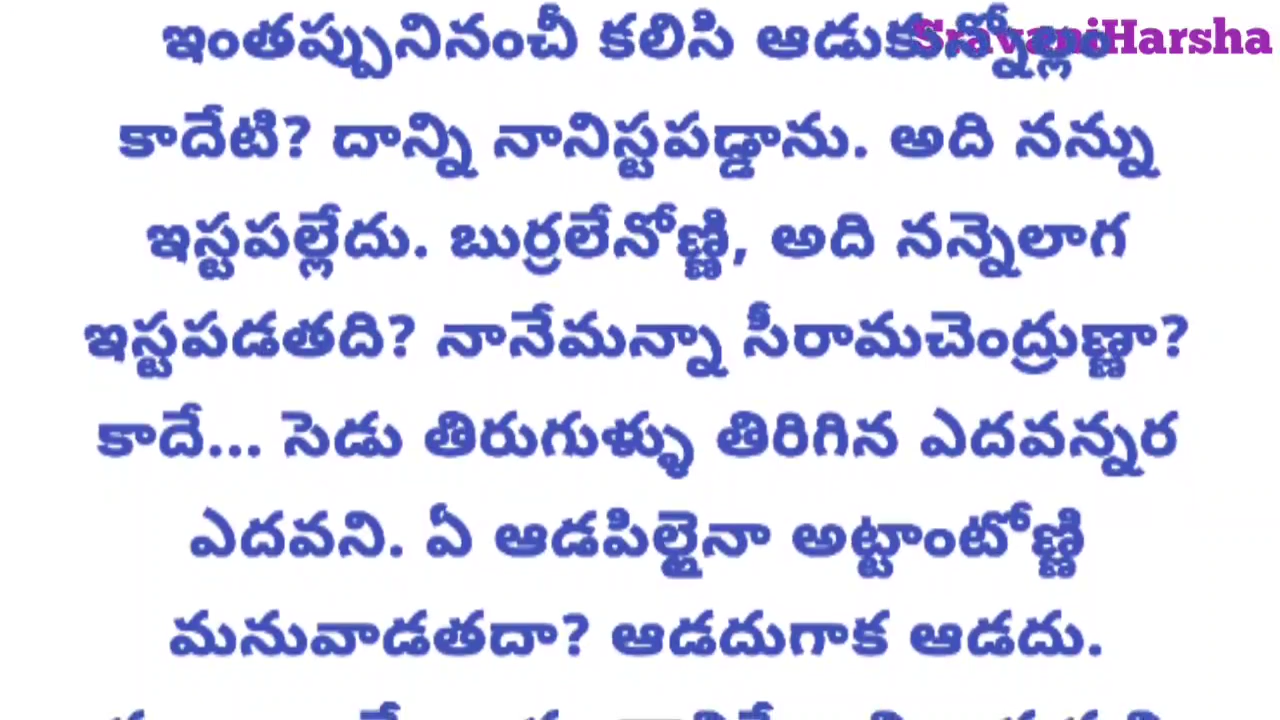 ఇంతప్పునినంచీ కలిసి ఆడుకున్నోల్లం
SravaniHarsha
కాదేటి? దాన్ని నానిస్టపడ్డాను. అది నన్ను
ఇస్టపల్లేదు. బుర్రలేనోణ్ణి, అది నన్నెలాగ
ఇస్టపడతది? నానేమన్నా సీరామచెంద్రుణ్ణా?
కాదే... సెడు తిరుగుళ్ళు తిరిగిన ఎదవన్నర
ఎదవని. ఏ ఆడపిల్లైనా అట్టాంటోణ్ణి
మనువాడతదా? ఆడదుగాక ఆడదు.